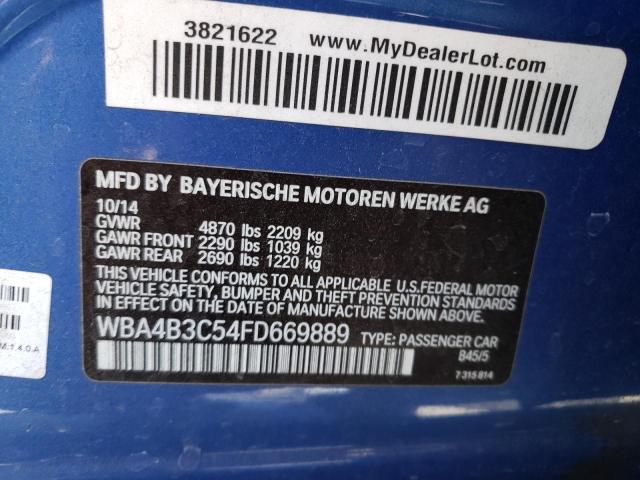 3821622 www.MyDealerLot.com
MFD BY BAYERISCHE MOTOREN WERKE AG
10/14
GVWR 4870 lbs 2209 kg
GAWR FRONT 2290 lbs 1039 kg
GAWR REAR 2690 lbs 1220 kg
THIS VEHICLE CONFORMS TO ALL APPLICABLE U.S.FEDERAL MOTOR
VEHICLE SAFETY, BUMPER AND THEFT PREVENTION STANDARDS
IN EFFECT ON THE DATE OF MANUFACTURE SHOWN ABOVE.
WBA4B3C54FD669889 TYPE: PASSENGER CAR
845/5
7 315 814
M.1.4.0.A